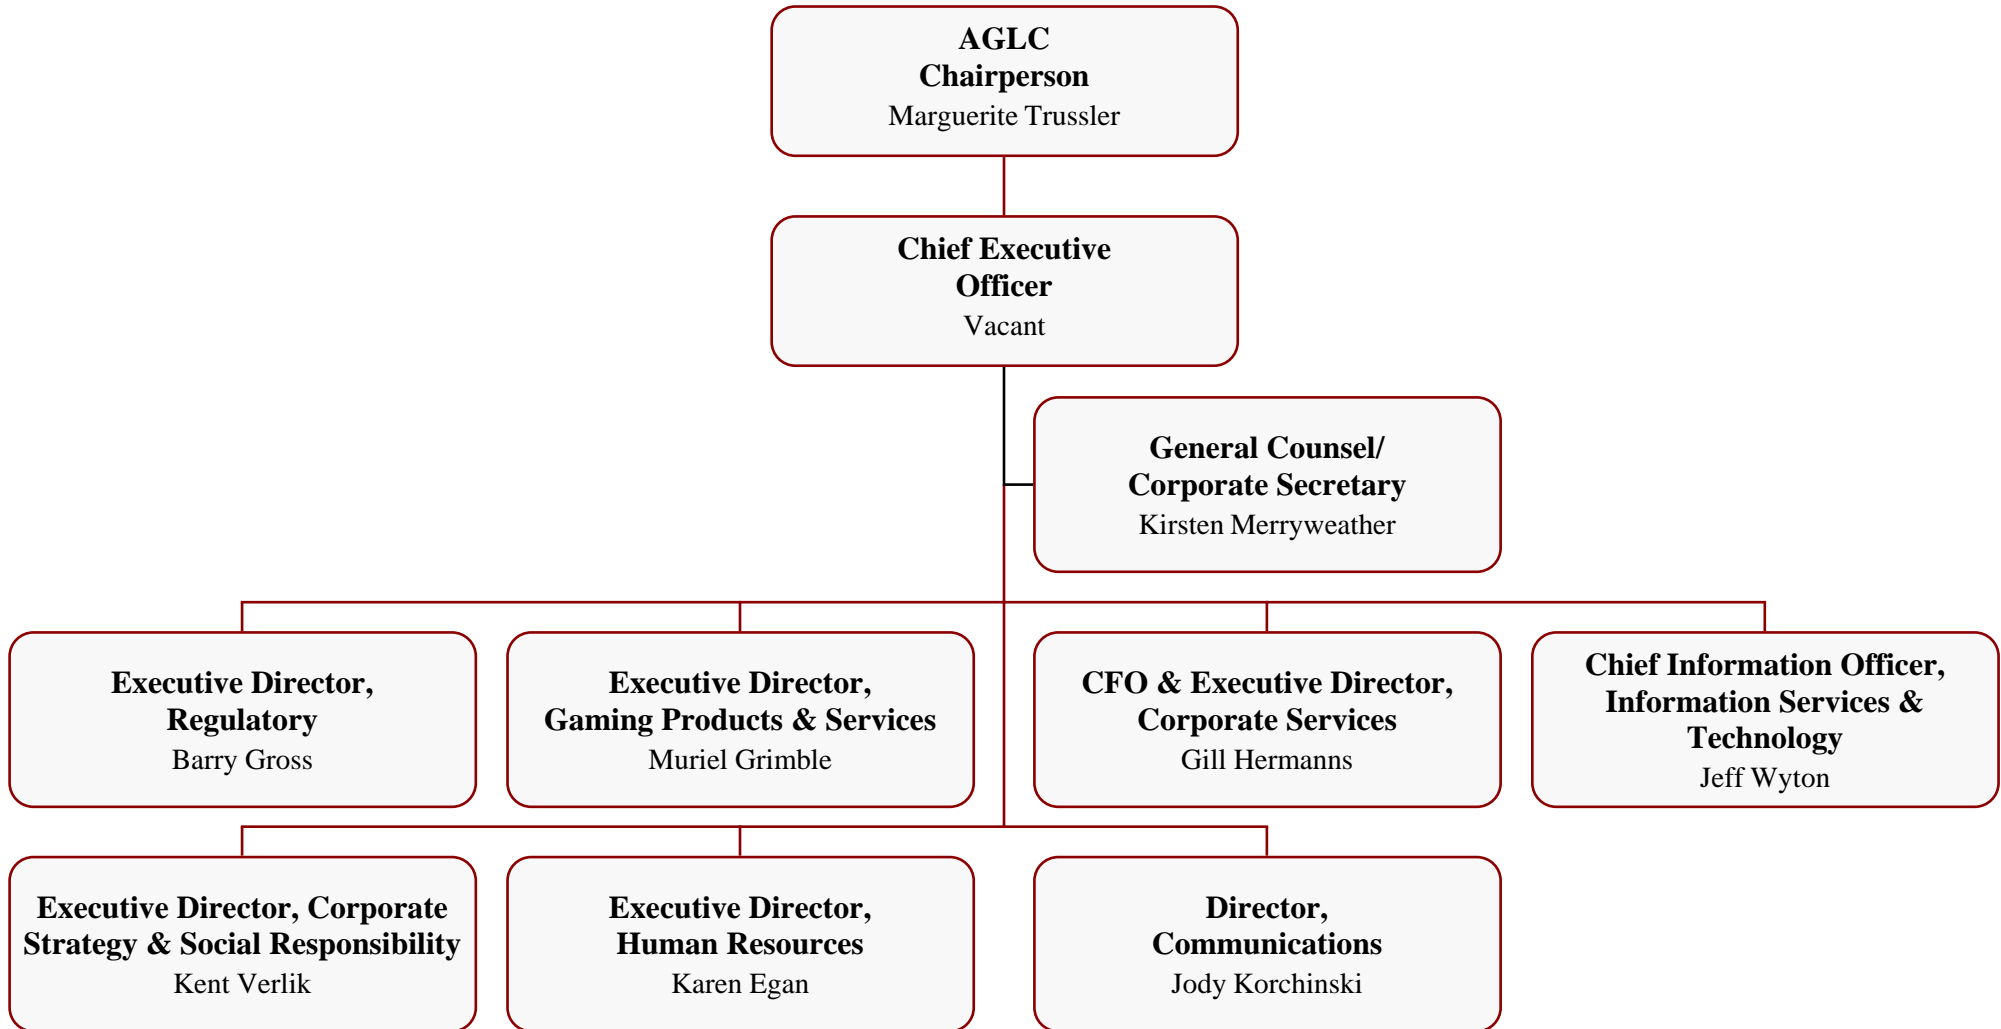 AGLC
Chairperson
Marguerite Trussler
Chief Executive
Officer
Vacant
General Counsel/
Corporate Secretary
Kirsten Merryweather
Executive Director,
Regulatory
Barry Gross
Executive Director,
Gaming Products & Services
Muriel Grimble
CFO & Executive Director,
Corporate Services
Gill Hermanns
Chief Information Officer,
Information Services &
Technology
Jeff Wyton
Executive Director, Corporate
Strategy & Social Responsibility
Kent Verlik
Executive Director,
Human Resources
Karen Egan
Director,
Communications
Jody Korchinski